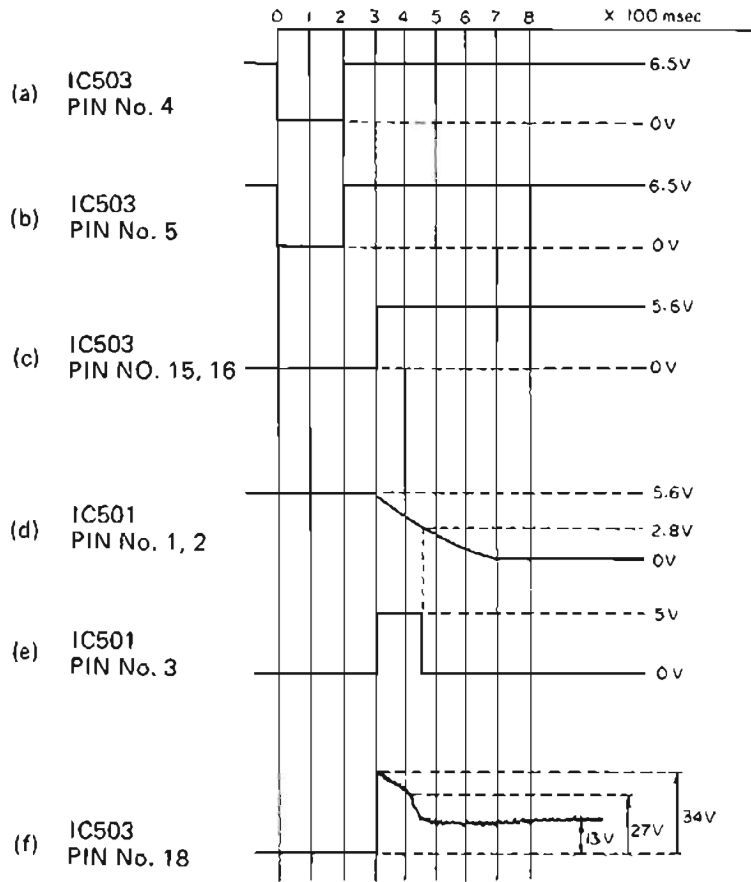 0 1 2 3 4 5 6 7 8 X 100 msec
(a) IC503
PIN No. 4
6.5V
0V
(b) IC503
PIN No. 5
6.5V
0V
(c) IC503
PIN NO. 15, 16
5.6V
0V
(d) IC501
PIN No. 1, 2
5.6V
2.8V
0V
(e) IC501
PIN No. 3
5V
0V
(f) IC503
PIN No. 18
13V
27V
34V